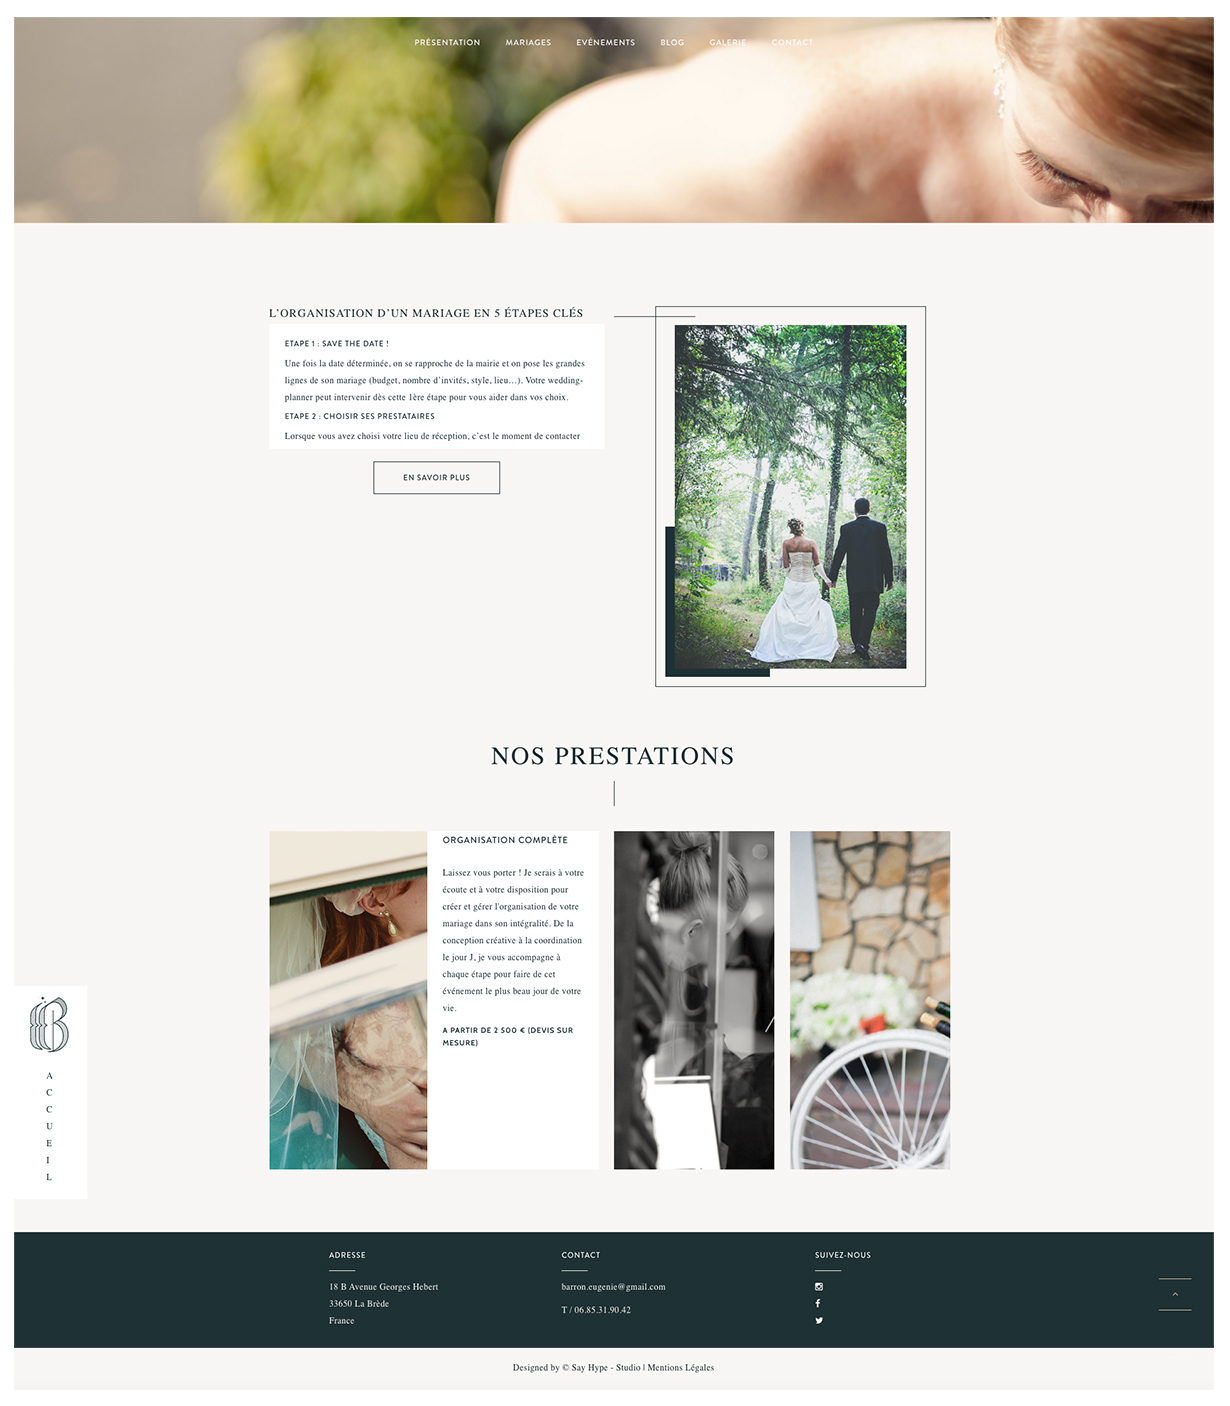 PRÉSENTATION MARIAGES EVÈNEMENTS BLOG GALERIE CONTACT
L’ORGANISATION D’UN MARIAGE EN 5 ÉTAPES CLÉS
ETAPE 1 : SAVE THE DATE !
Une fois la date déterminée, on se rapproche de la mairie et on pose les grandes
lignes de son mariage (budget, nombre d’invités, style, lieu…). Votre wedding-
planner peut intervenir dès cette 1ère étape pour vous aider dans vos choix.
ETAPE 2 : CHOISIR SES PRESTATAIRES
Lorsque vous avez choisi votre lieu de réception, c’est le moment de contacter
EN SAVOIR PLUS
NOS PRESTATIONS
ORGANISATION COMPLÈTE
Laissez vous porter ! Je serais à votre
écoute et à votre disposition pour
créer et gérer l'organisation de votre
mariage dans son intégralité. De la
conception créative à la coordination
le jour J, je vous accompagne à
chaque étape pour faire de cet
événement le plus beau jour de votre
vie.
A PARTIR DE 2 500 € (DEVIS SUR
MESURE)
B
A
C
C
U
E
I
L
ADRESSE
18 B Avenue Georges Hebert
33650 La Brède
France
CONTACT
barron.eugenie@gmail.com
T / 06.85.31.90.42
SUIVEZ-NOUS
Designed by © Say Hype - Studio | Mentions Légales